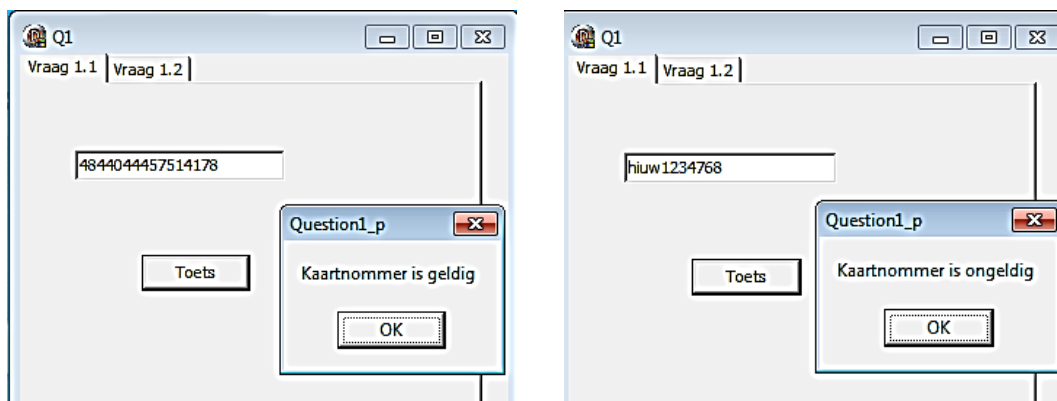 Q1
Vraag 1.1 Vraag 1.2
4844044457514178
Question1_p
Toets
Kaartnommer is geldig
OK
Q1
Vraag 1.1 Vraag 1.2
hiuw1234768
Question1_p
Toets
Kaartnommer is ongeldig
OK